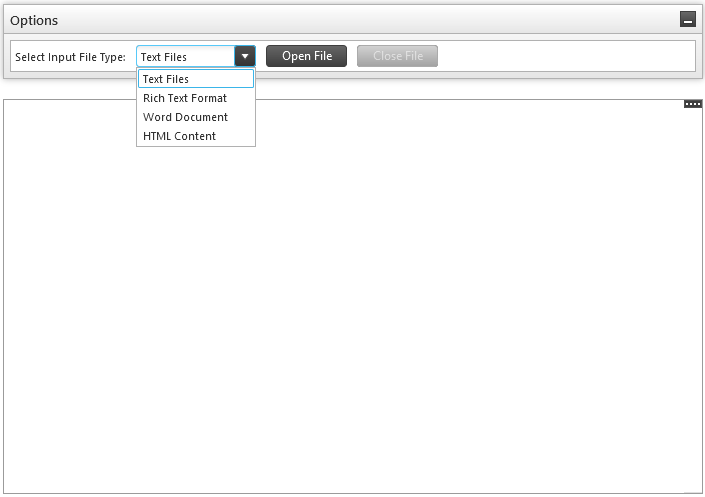 Options
Select Input File Type: Text Files Open File Close File
Text Files
Rich Text Format
Word Document
HTML Content